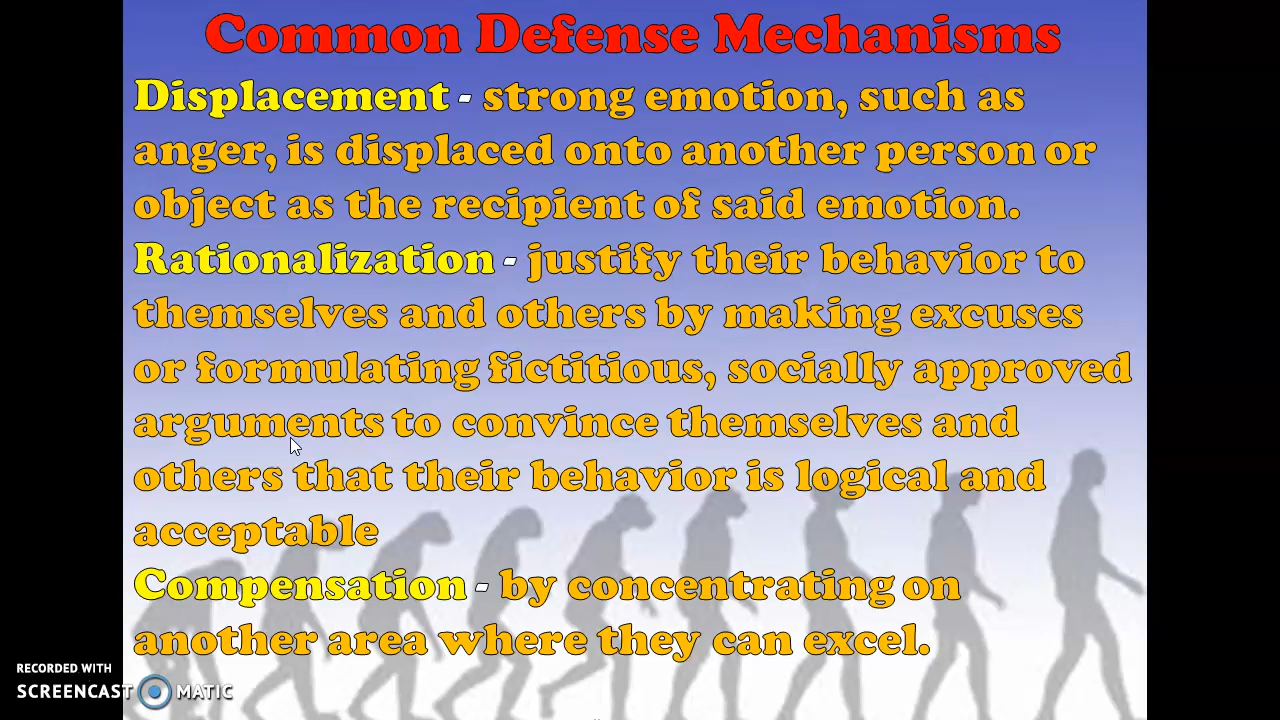 Common Defense Mechanisms
Displacement - strong emotion, such as
anger, is displaced onto another person or
object as the recipient of said emotion.
Rationalization - justify their behavior to
themselves and others by making excuses
or formulating fictitious, socially approved
arguments to convince themselves and
others that their behavior is logical and
acceptable
Compensation - by concentrating on
another area where they can excel.
RECORDED WITH
SCREENCAST MATIC